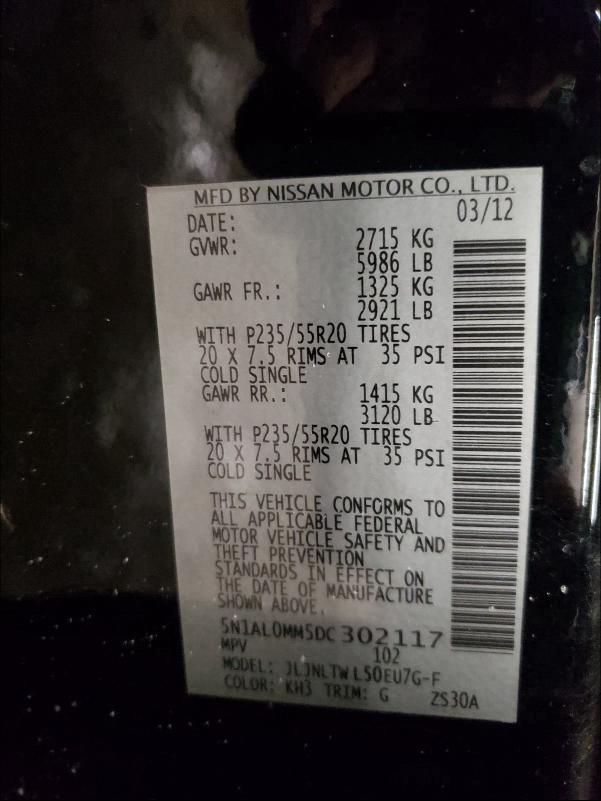 MFD BY NISSAN MOTOR CO., LTD.
DATE: 03/12
GVWR: 2715 KG
5986 LB
GAWR FR.: 1325 KG
2921 LB
WITH P235/55R20 TIRES
20 X 7.5 RIMS AT 35 PSI
COLD SINGLE
GAWR RR.: 1415 KG
3120 LB
WITH P235/55R20 TIRES
20 X 7.5 RIMS AT 35 PSI
COLD SINGLE
THIS VEHICLE CONFORMS TO
ALL APPLICABLE FEDERAL
MOTOR VEHICLE SAFETY AND
THEFT PREVENTION
STANDARDS IN EFFECT ON
THE DATE OF MANUFACTURE
SHOWN ABOVE.
5N1AL0MM5DC 302117
MPV 102
MODEL: JLJNLTW L50EU7G-F
COLOR: KH3 TRIM: G ZS30A